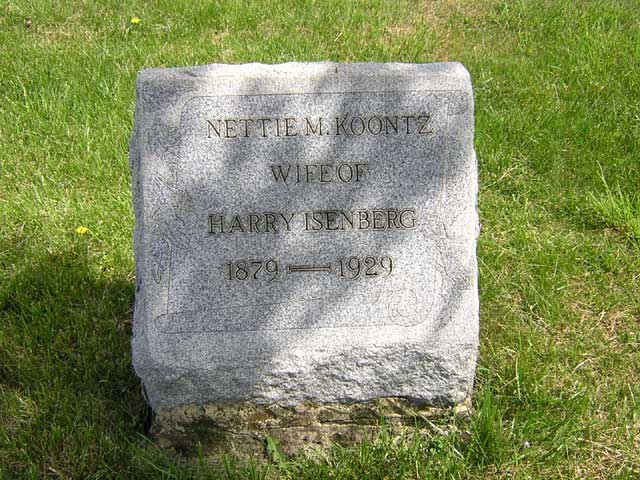 NETTIE M. KOONTZ
WIFE OF
HARRY ISENBERG
1879 — 1929